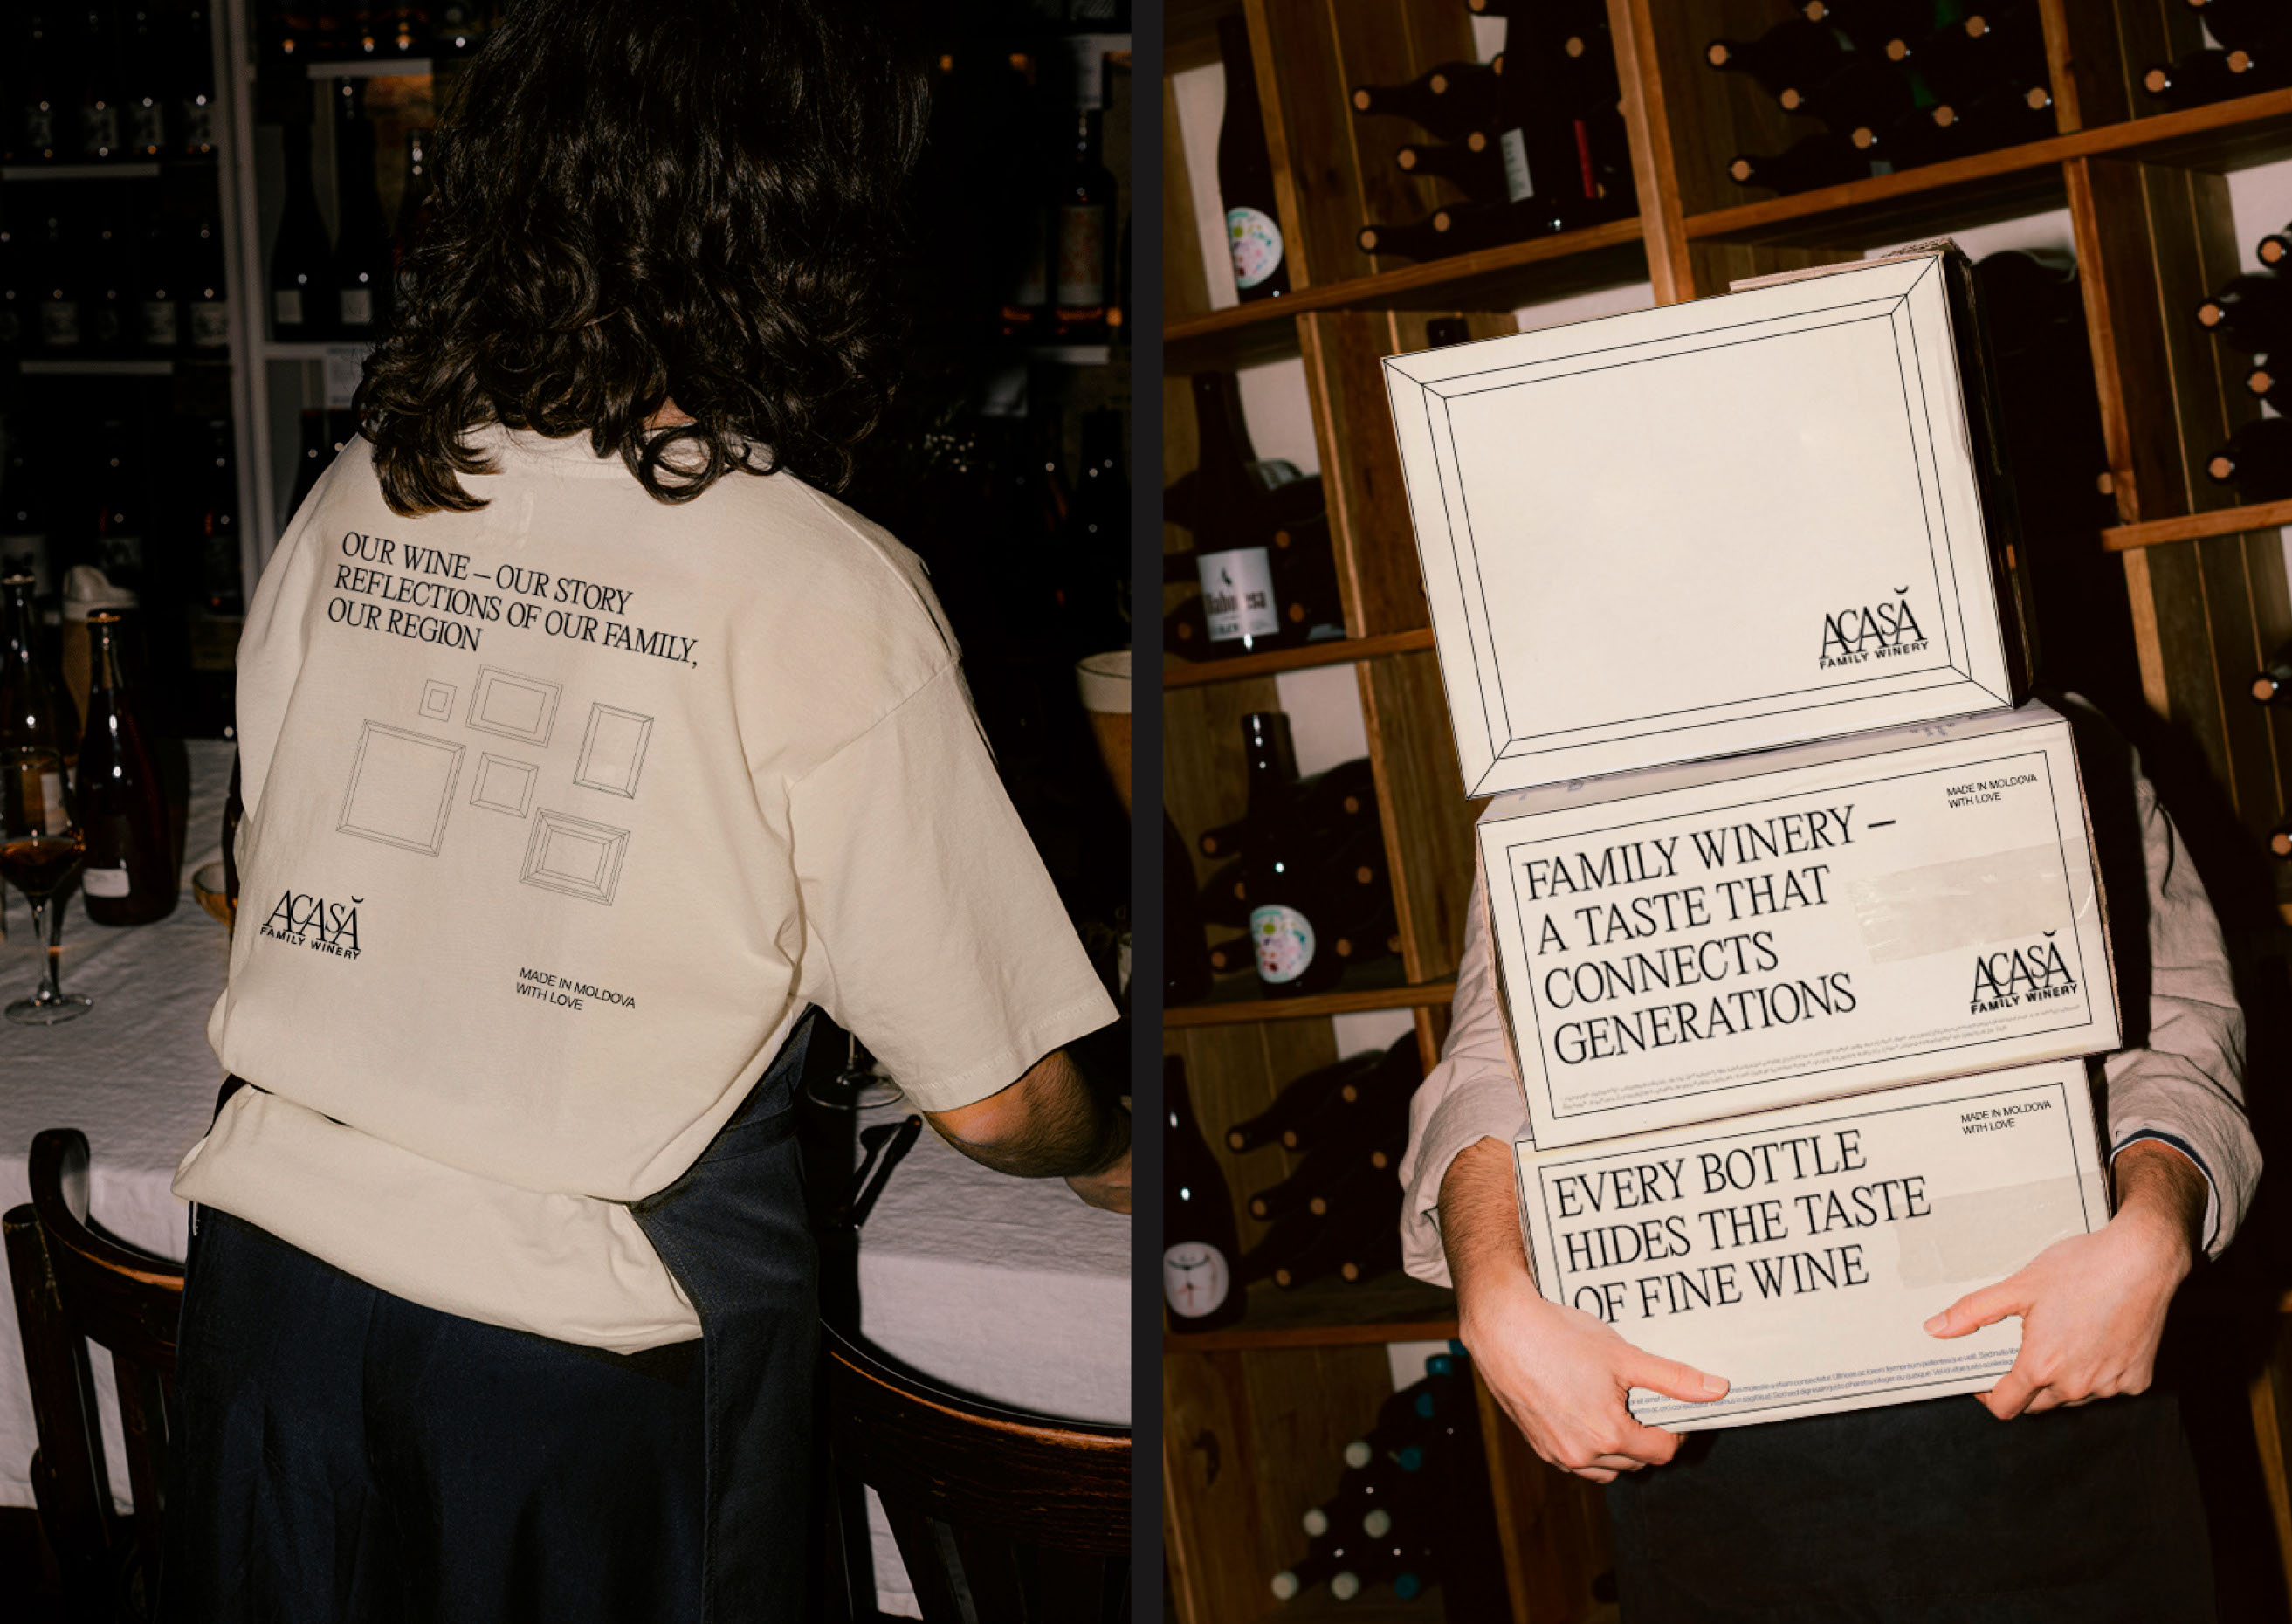 OUR WINE – OUR STORY
REFLECTIONS OF OUR FAMILY,
OUR REGION
ACASĂ
FAMILY WINERY
MADE IN MOLDOVA
WITH LOVE
ACASĂ
FAMILY WINERY
MADE IN MOLDOVA
WITH LOVE
FAMILY WINERY –
A TASTE THAT
CONNECTS
GENERATIONS
ACASĂ
FAMILY WINERY
MADE IN MOLDOVA
WITH LOVE
EVERY BOTTLE
HIDES THE TASTE
OF FINE WINE